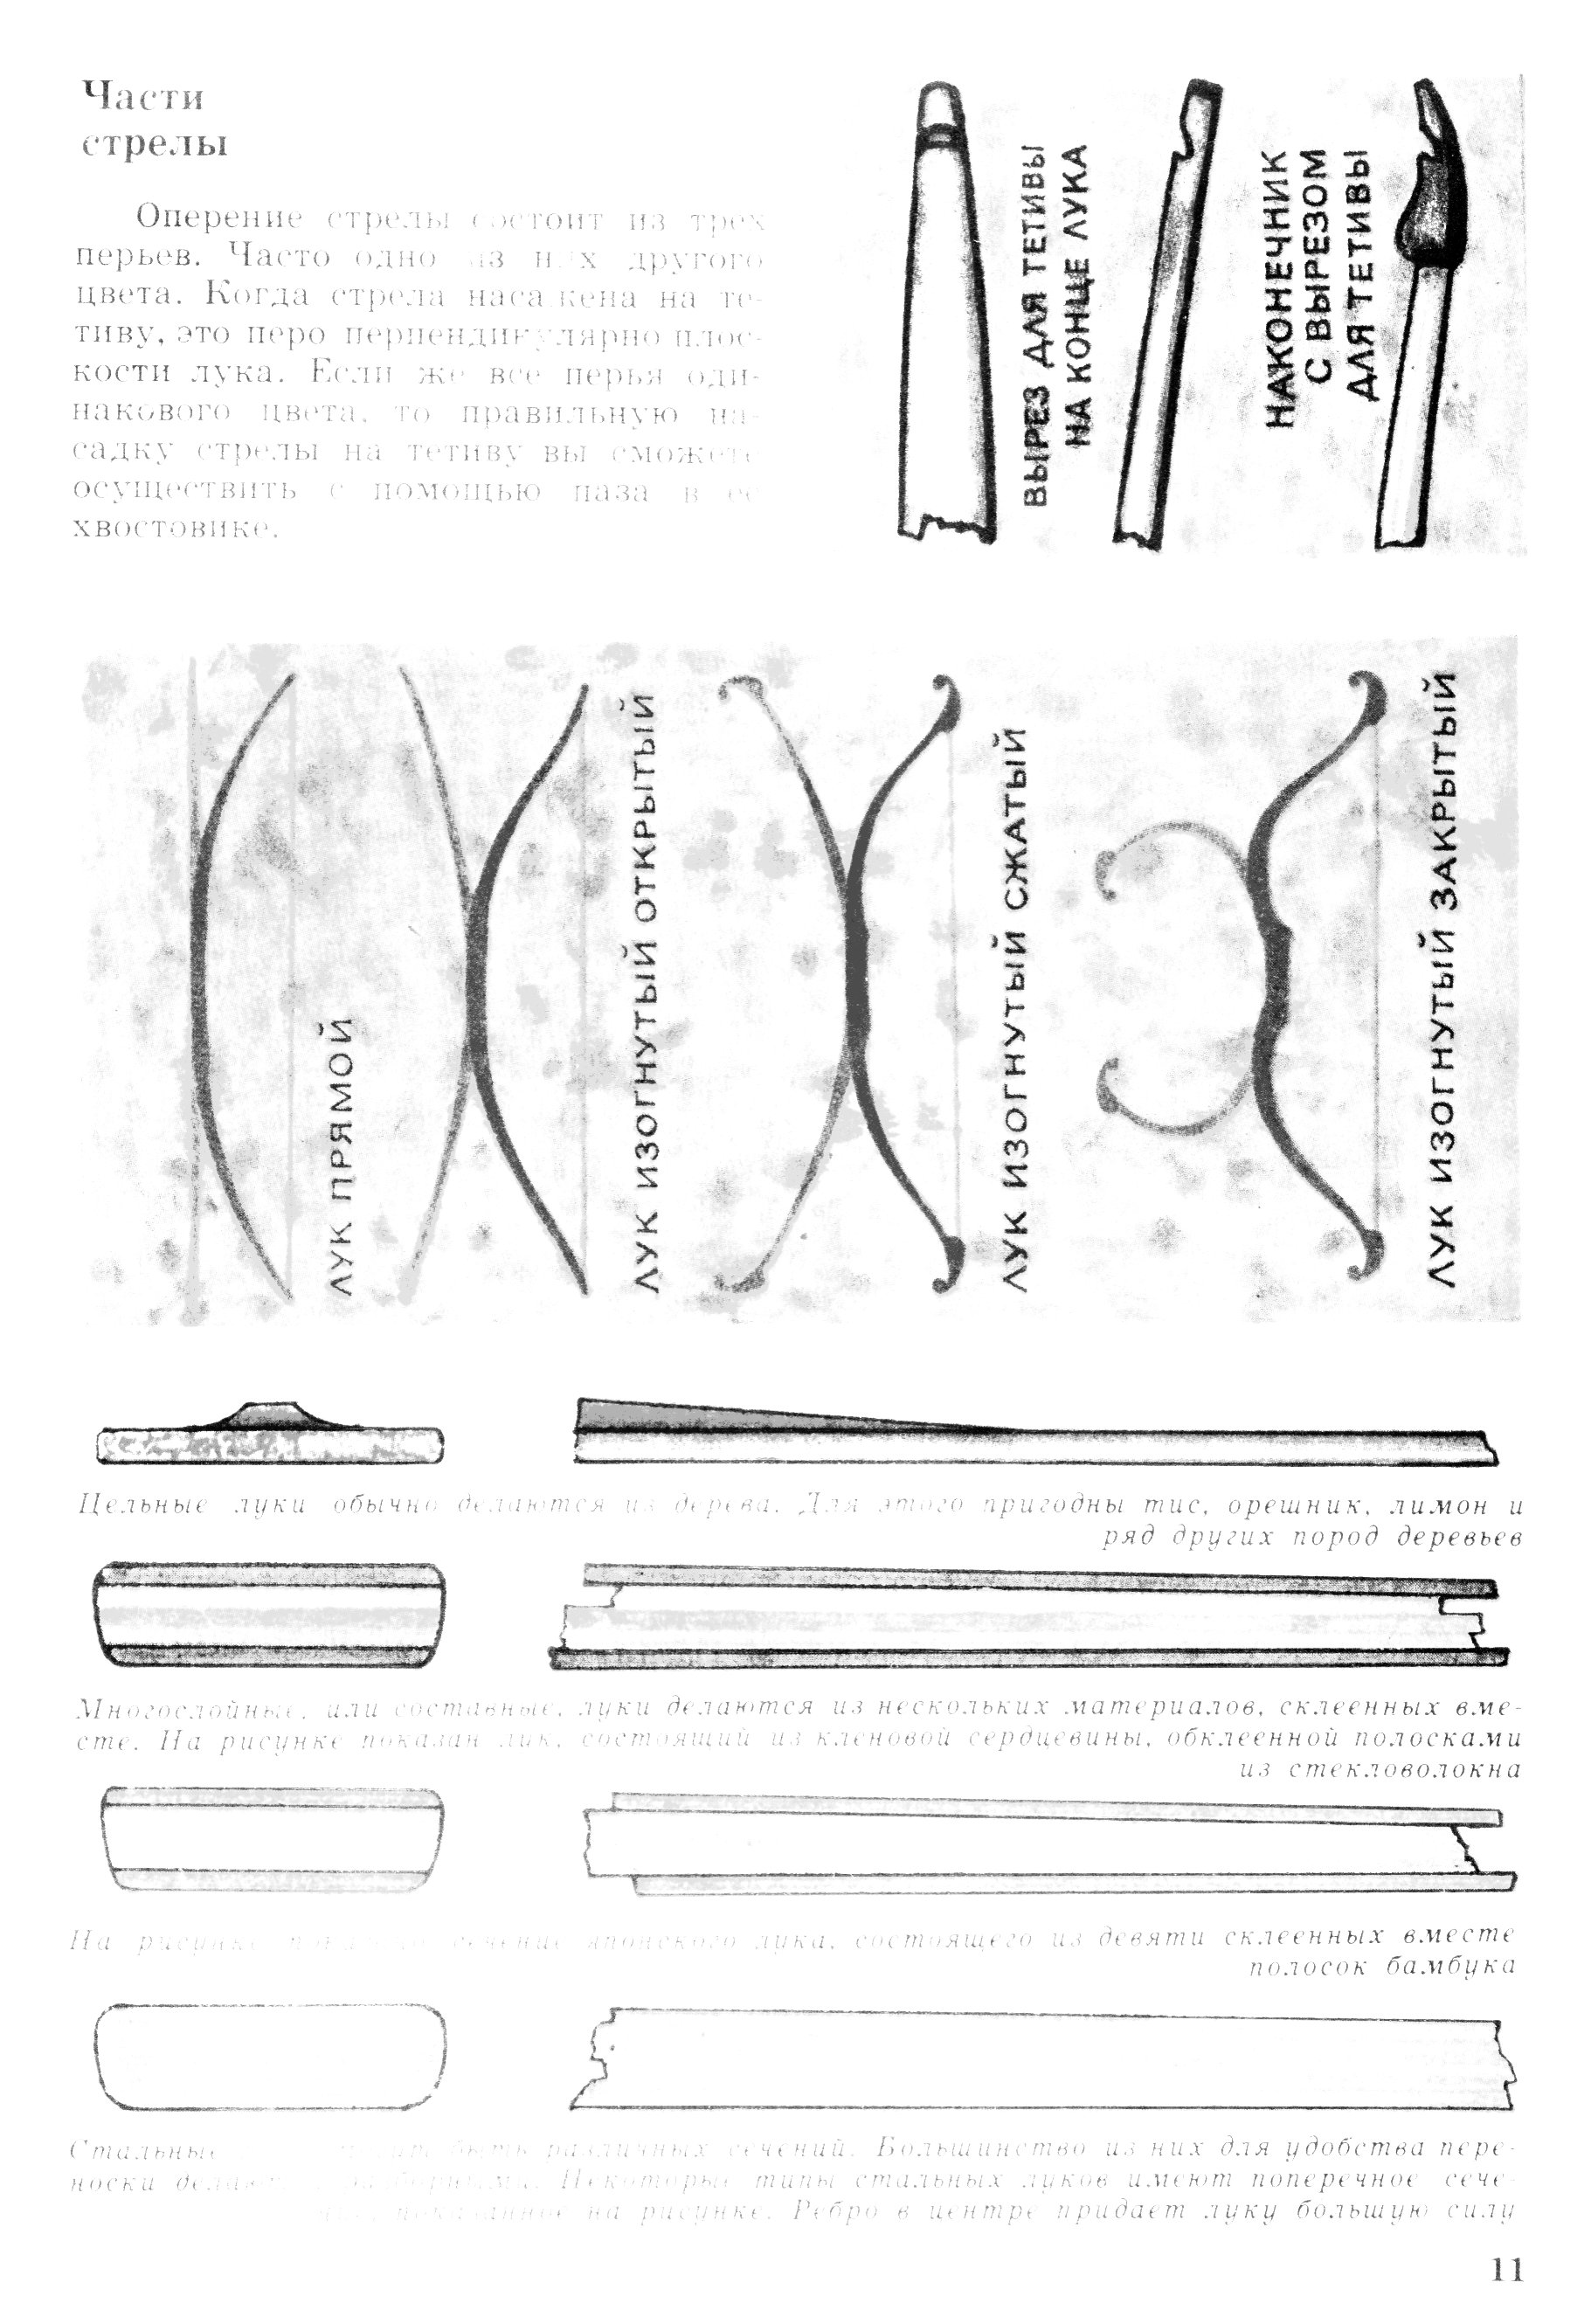 Части
стрелы
Оперение стрелы состоит из трех
перьев. Часто одно из них другого
цвета. Когда стрела насажена на те-
тиву, это перо перпендикулярно плос-
кости лука. Если же все перья оди-
накового цвета, то правильную на-
садку стрелы на тетиву вы сможете
осуществить с помощью паза в ее
хвостовике.
ВЫРЕЗ ДЛЯ ТЕТИВЫ
НА КОНЦЕ ЛУКА
НАКОНЕЧНИК
С ВЫРЕЗОМ
ДЛЯ ТЕТИВЫ
ЛУК ПРЯМОЙ
ЛУК ИЗОГНУТЫЙ ОТКРЫТЫЙ
ЛУК ИЗОГНУТЫЙ СЖАТЫЙ
ЛУК ИЗОГНУТЫЙ ЗАКРЫТЫЙ
Цельные луки обычно делаются из дерева. Для этого пригодны тис, орешник, лимон и
ряд других пород деревьев
Многослойные, или составные, луки делаются из нескольких материалов, склеенных вме-
сте. На рисунке показан лук, состоящий из кленовой сердцевины, обклеенной полосками
из стекловолокна
На рисунке показано сечение японского лука, состоящего из девяти склеенных вместе
полосок бамбука
Стальные быть различных сечений. Большинство из них для удобства пере-
носки разборными. Некоторые типы стальных луков имеют поперечное сече-
показанное на рисунке. Ребро в центре придает луку большую силу
11